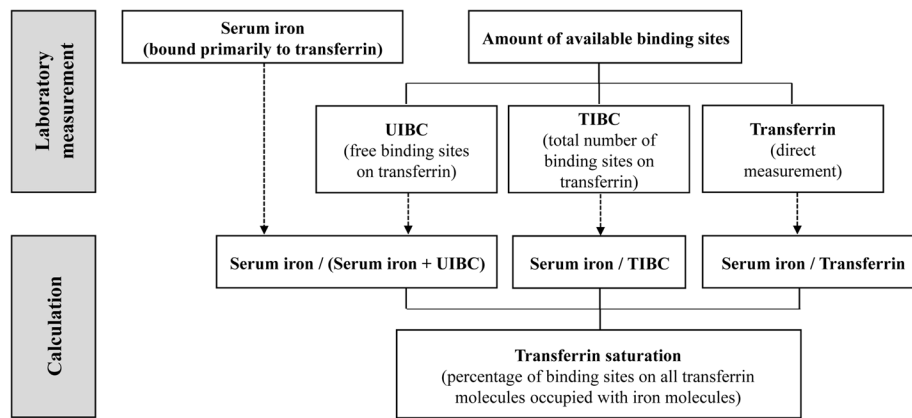 Laboratory
measurement
Serum iron
(bound primarily to transferrin)
Amount of available binding sites
UIBC
(free binding sites
on transferrin)
TIBC
(total number of
binding sites on
transferrin)
Transferrin
(direct
measurement)
Calculation
Serum iron / (Serum iron + UIBC)
Serum iron / TIBC
Serum iron / Transferrin
Transferrin saturation
(percentage of binding sites on all transferrin
molecules occupied with iron molecules)